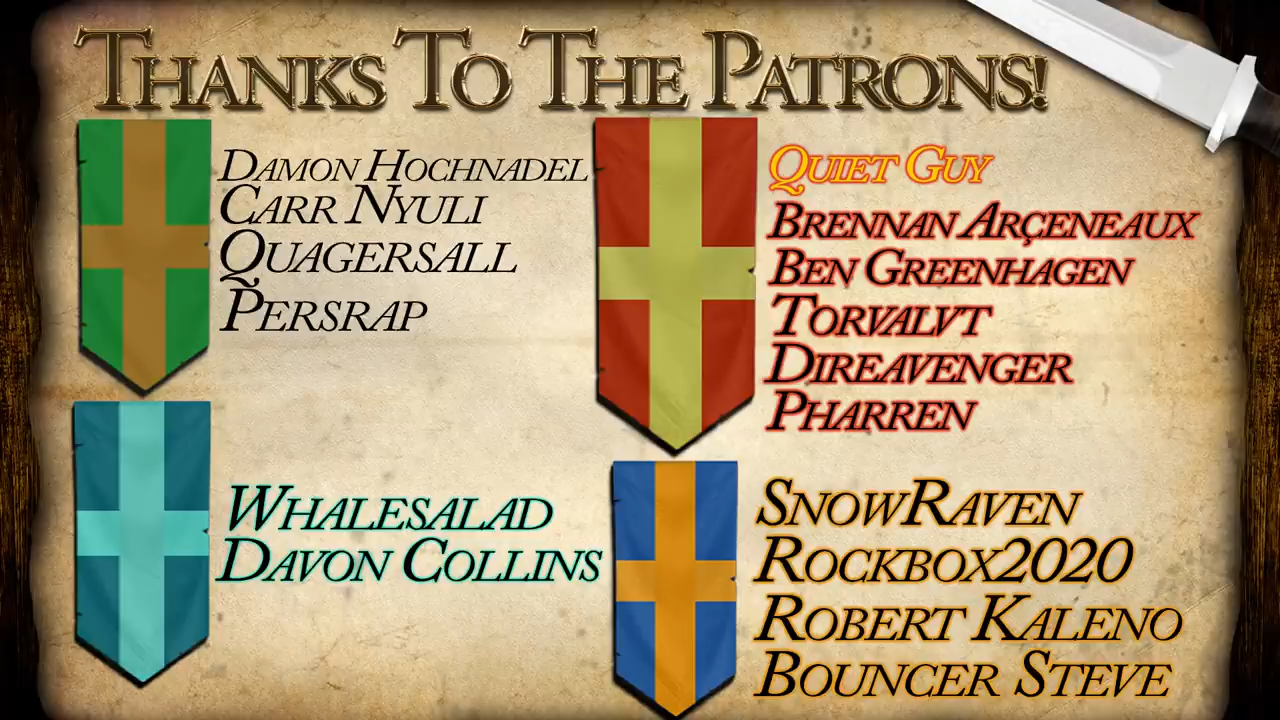 Thanks To The Patrons!
Damon Hochnadel
Carr Nyuli
Quagersall
Persrap
Quiet Guy
Brennan Arçeneaux
Ben Greenhagen
Torvalvt
Direavenger
Pharren
Whalesalad
Davon Collins
SnowRaven
Rockbox2020
Robert Kaleno
Bouncer Steve